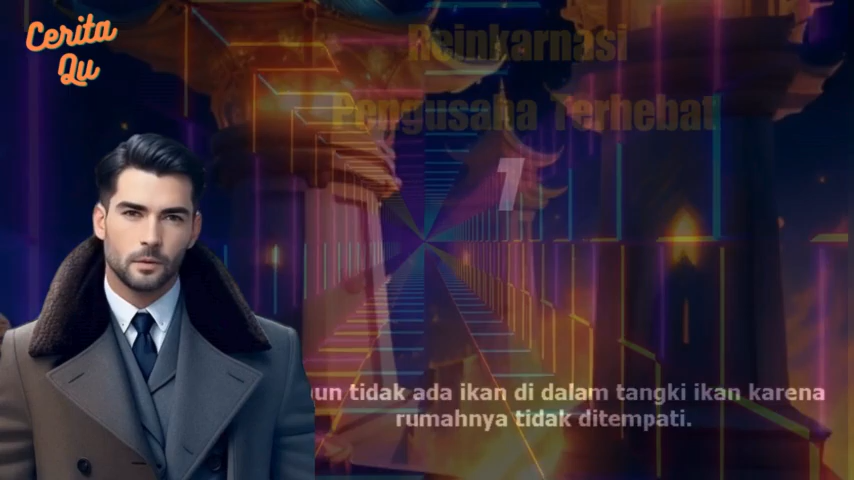 Cerita
Qu
Reinkarnasi
Pengusaha Terhebat
1
tidak ada ikan di dalam tangki ikan karena
rumahnya tidak ditempati.